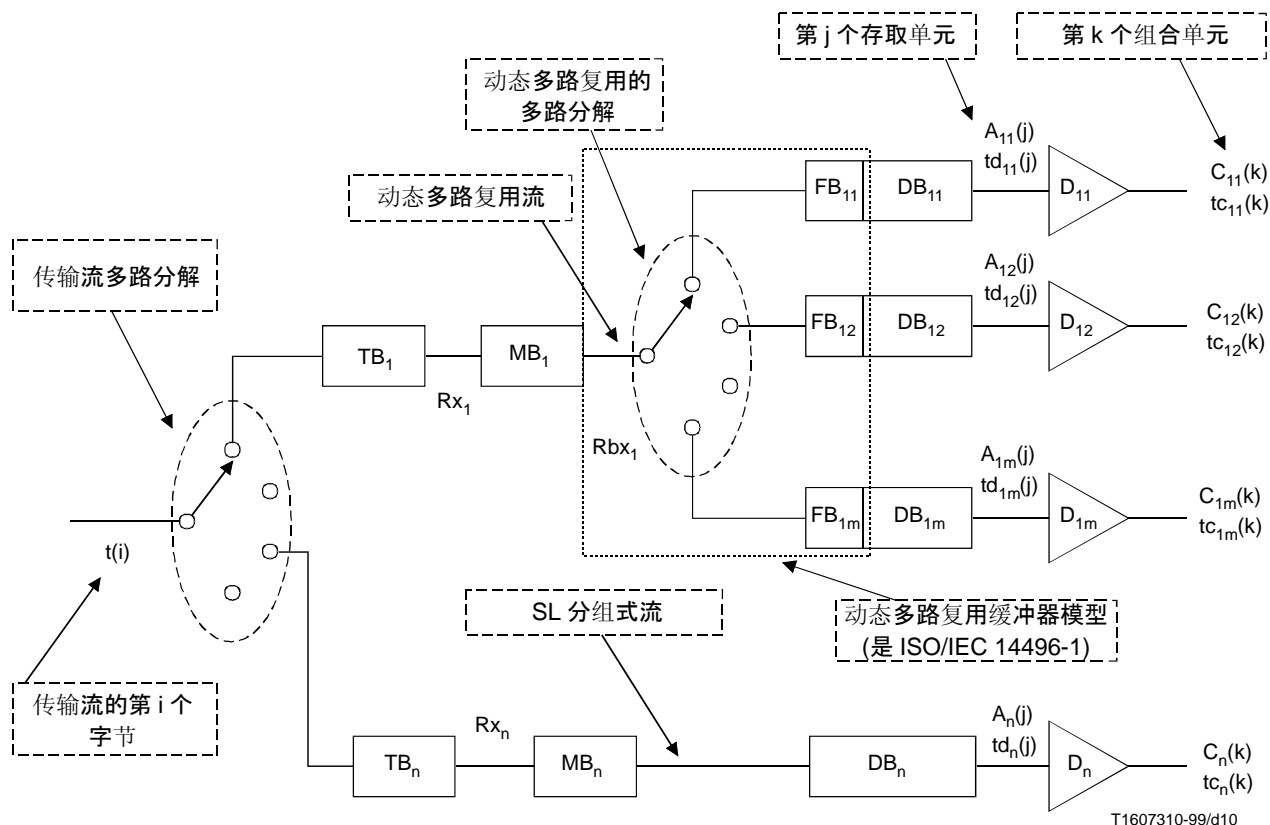 第 j 个存取单元
第 k 个组合单元
动态多路复用的
多路分解
A₁₁(j)
td₁₁(j)
C₁₁(k)
tc₁₁(k)
FB₁₁
DB₁₁
D₁₁
动态多路复用流
传输流多路分解
A₁₂(j)
td₁₂(j)
C₁₂(k)
tc₁₂(k)
FB₁₂
DB₁₂
D₁₂
TB₁
MB₁
Rx₁
Rbx₁
A₁ₘ(j)
td₁ₘ(j)
C₁ₘ(k)
tc₁ₘ(k)
FB₁ₘ
DB₁ₘ
D₁ₘ
t(i)
SL 分组式流
动态多路复用缓冲器模型
(是 ISO/IEC 14496-1)
传输流的第 i 个
字节
Rxₙ
Aₙ(j)
tdₙ(j)
TBₙ
MBₙ
DBₙ
Dₙ
Cₙ(k)
tcₙ(k)
T1607310-99/d10